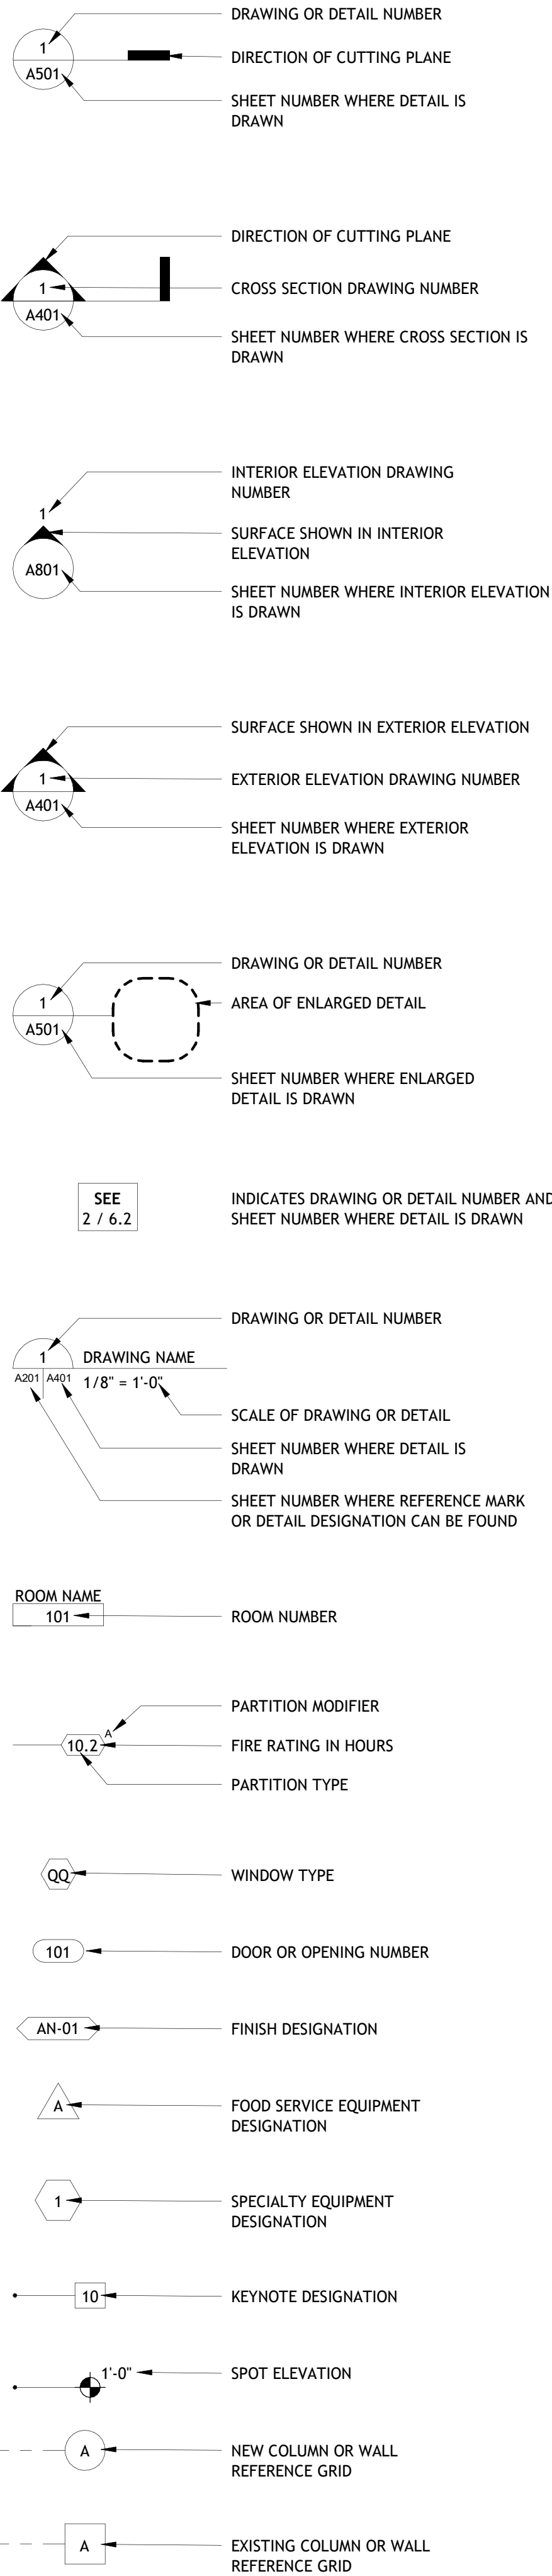 DRAWING OR DETAIL NUMBER
1
DIRECTION OF CUTTING PLANE
A501
SHEET NUMBER WHERE DETAIL IS
DRAWN
DIRECTION OF CUTTING PLANE
1
CROSS SECTION DRAWING NUMBER
A401
SHEET NUMBER WHERE CROSS SECTION IS
DRAWN
INTERIOR ELEVATION DRAWING
NUMBER
1
SURFACE SHOWN IN INTERIOR
ELEVATION
A801
SHEET NUMBER WHERE INTERIOR ELEVATION
IS DRAWN
SURFACE SHOWN IN EXTERIOR ELEVATION
1
EXTERIOR ELEVATION DRAWING NUMBER
A401
SHEET NUMBER WHERE EXTERIOR
ELEVATION IS DRAWN
DRAWING OR DETAIL NUMBER
1
AREA OF ENLARGED DETAIL
A501
SHEET NUMBER WHERE ENLARGED
DETAIL IS DRAWN
SEE
2 / 6.2
INDICATES DRAWING OR DETAIL NUMBER AND
SHEET NUMBER WHERE DETAIL IS DRAWN
DRAWING OR DETAIL NUMBER
1
DRAWING NAME
A201
A401
1/8" = 1'-0"
SCALE OF DRAWING OR DETAIL
SHEET NUMBER WHERE DETAIL IS
DRAWN
SHEET NUMBER WHERE REFERENCE MARK
OR DETAIL DESIGNATION CAN BE FOUND
ROOM NAME
101
ROOM NUMBER
PARTITION MODIFIER
A
10.2
FIRE RATING IN HOURS
PARTITION TYPE
QQ
WINDOW TYPE
101
DOOR OR OPENING NUMBER
AN-01
FINISH DESIGNATION
A
FOOD SERVICE EQUIPMENT
DESIGNATION
1
SPECIALTY EQUIPMENT
DESIGNATION
10
KEYNOTE DESIGNATION
1'-0"
SPOT ELEVATION
A
NEW COLUMN OR WALL
REFERENCE GRID
A
EXISTING COLUMN OR WALL
REFERENCE GRID